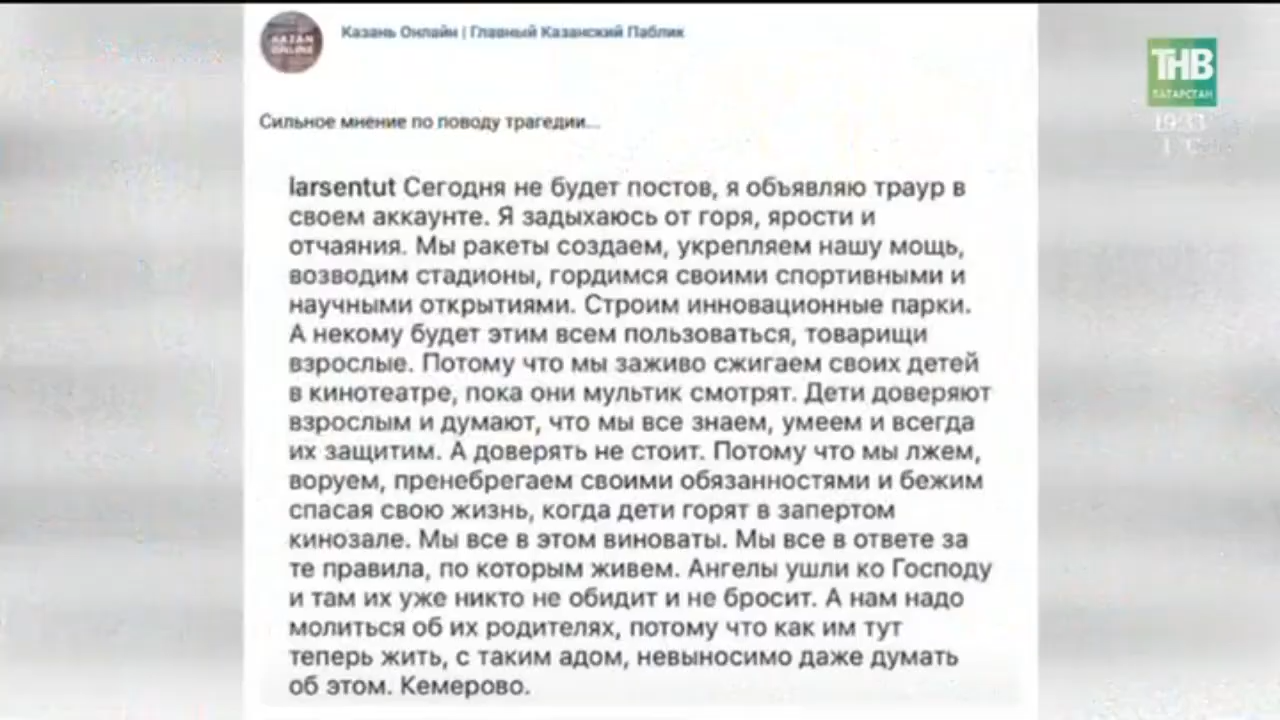 KAZAN
ONLINE
Казань Онлайн | Главный Казанский Паблик
ТНВ
ТАТАРСТАН
19:33
Сильное мнение по поводу трагедии...
larsentut Сегодня не будет постов, я объявляю траур в
своем аккаунте. Я задыхаюсь от горя, ярости и
отчаяния. Мы ракеты создаем, укрепляем нашу мощь,
возводим стадионы, гордимся своими спортивными и
научными открытиями. Строим инновационные парки.
А некому будет этим всем пользоваться, товарищи
взрослые. Потому что мы заживо сжигаем своих детей
в кинотеатре, пока они мультик смотрят. Дети доверяют
взрослым и думают, что мы все знаем, умеем и всегда
их защитим. А доверять не стоит. Потому что мы лжем,
воруем, пренебрегаем своими обязанностями и бежим
спасая свою жизнь, когда дети горят в запертом
кинозале. Мы все в этом виноваты. Мы все в ответе за
те правила, по которым живем. Ангелы ушли ко Господу
и там их уже никто не обидит и не бросит. А нам надо
молиться об их родителях, потому что как им тут
теперь жить, с таким адом, невыносимо даже думать
об этом. Кемерово.